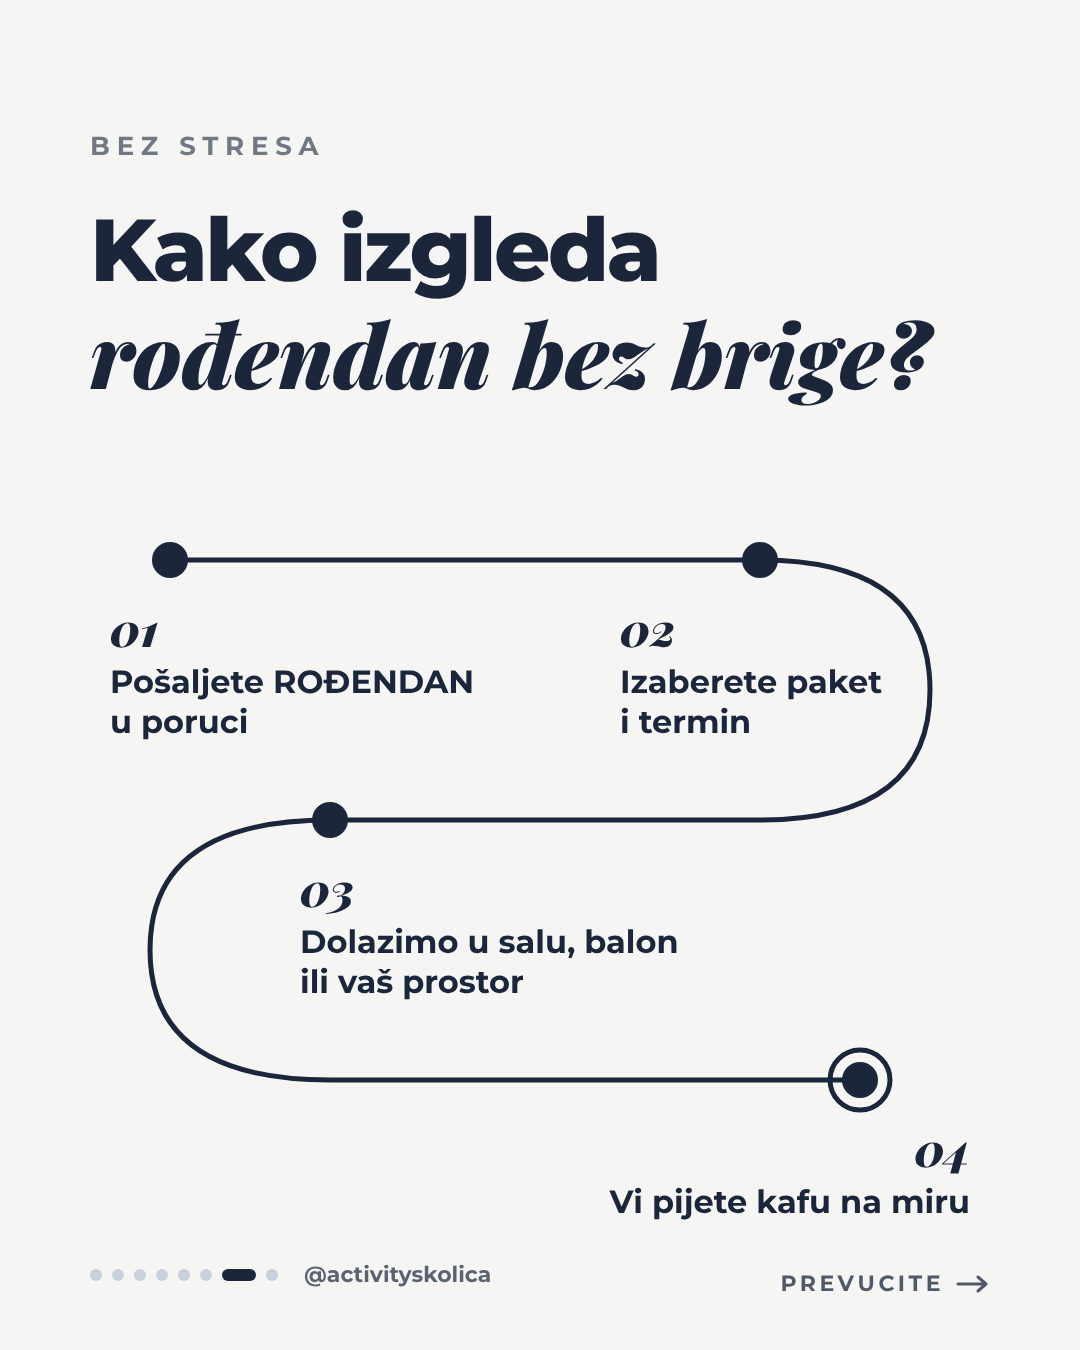 BEZ STRESA
Kako izgleda
rođendan bez brige?
01
Pošaljete ROĐENDAN
u poruci
02
Izaberete paket
i termin
03
Dolazimo u salu, balon
ili vaš prostor
04
Vi pijete kafu na miru
@activityskolica
PREVUCITE →